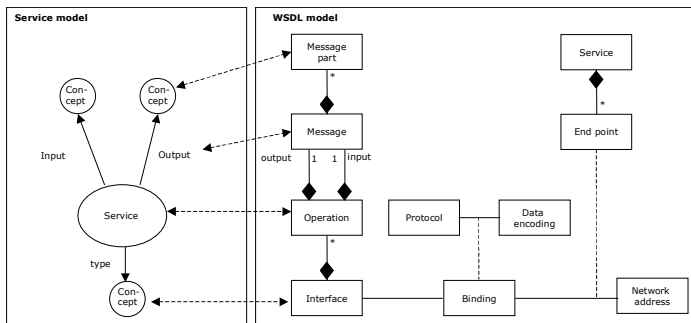 Service model
Con-
cept
Con-
cept
Input
Output
Service
type
Con-
cept
WSDL model
Message
part
*
Message
output
1
1
input
Operation
*
Interface
Protocol
Data
encoding
Binding
Service
*
End point
Network
address